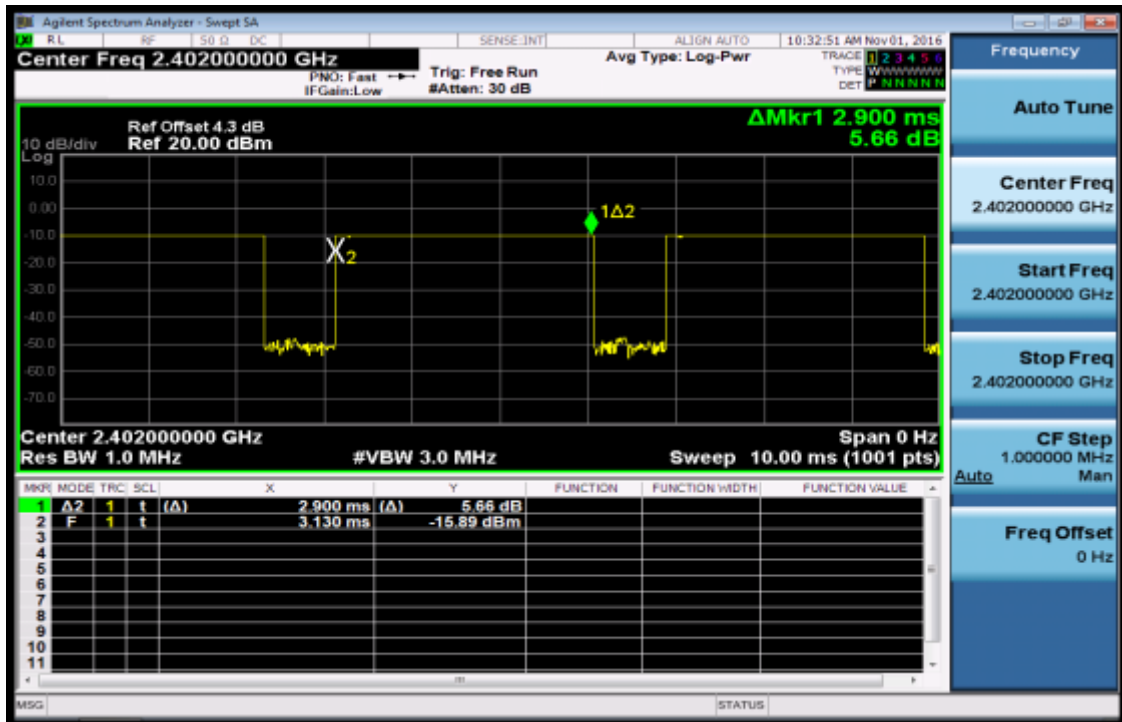 Agilent Spectrum Analyzer - Swept SA
RL RF 50 Ω DC SENSE:INT ALIGN AUTO 10:32:51 AM Nov 01, 2016
Center Freq 2.402000000 GHz
PNO: Fast
IFGain:Low
Trig: Free Run
#Atten: 30 dB
Avg Type: Log-Pwr
TRACE 1 2 3 4 5 6
TYPE WWWWWW
DET P N N N N N
ΔMkr1 2.900 ms
5.66 dB
Ref Offset 4.3 dB
10 dB/div Ref 20.00 dBm
Log
10.0
0.00
-10.0
-20.0
-30.0
-40.0
-50.0
-60.0
-70.0
1Δ2
X2
Center 2.402000000 GHz Span 0 Hz
Res BW 1.0 MHz #VBW 3.0 MHz Sweep 10.00 ms (1001 pts)
MKR MODE TRC SCL X Y FUNCTION FUNCTION WIDTH FUNCTION VALUE
1 Δ2 1 t (Δ) 2.900 ms (Δ) 5.66 dB
2 F 1 t 3.130 ms -15.89 dBm
3
4
5
6
7
8
9
10
11
MSG STATUS
Frequency
Auto Tune
Center Freq
2.402000000 GHz
Start Freq
2.402000000 GHz
Stop Freq
2.402000000 GHz
CF Step
1.000000 MHz
Auto Man
Freq Offset
0 Hz